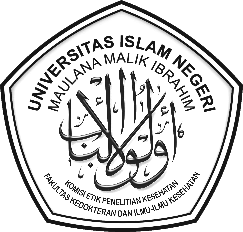 UNIVERSITAS ISLAM NEGERI
MAULANA MALIK IBRAHIM
أولو الألباب
KOMISI ETIK PENELITIAN KESEHATAN
FAKULTAS KEDOKTERAN DAN ILMU-ILMU KESEHATAN